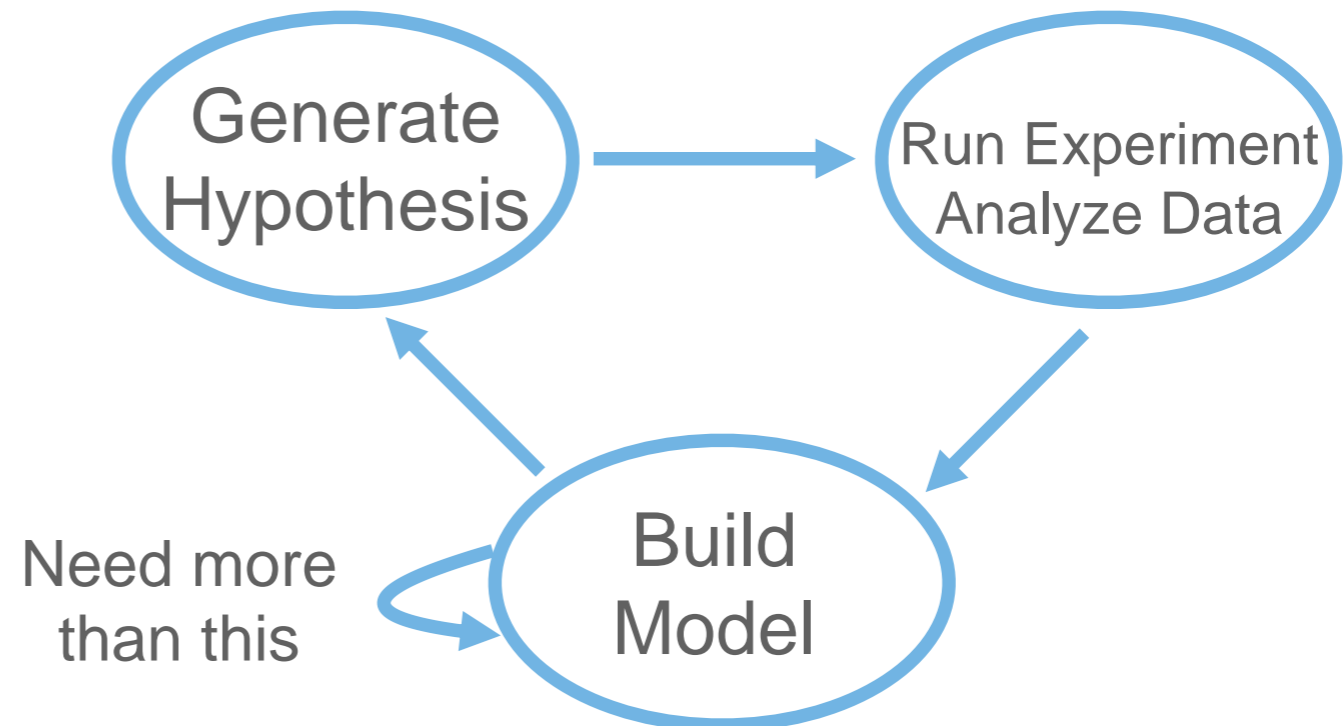 Generate
Hypothesis
Run Experiment
Analyze Data
Build
Model
Need more
than this